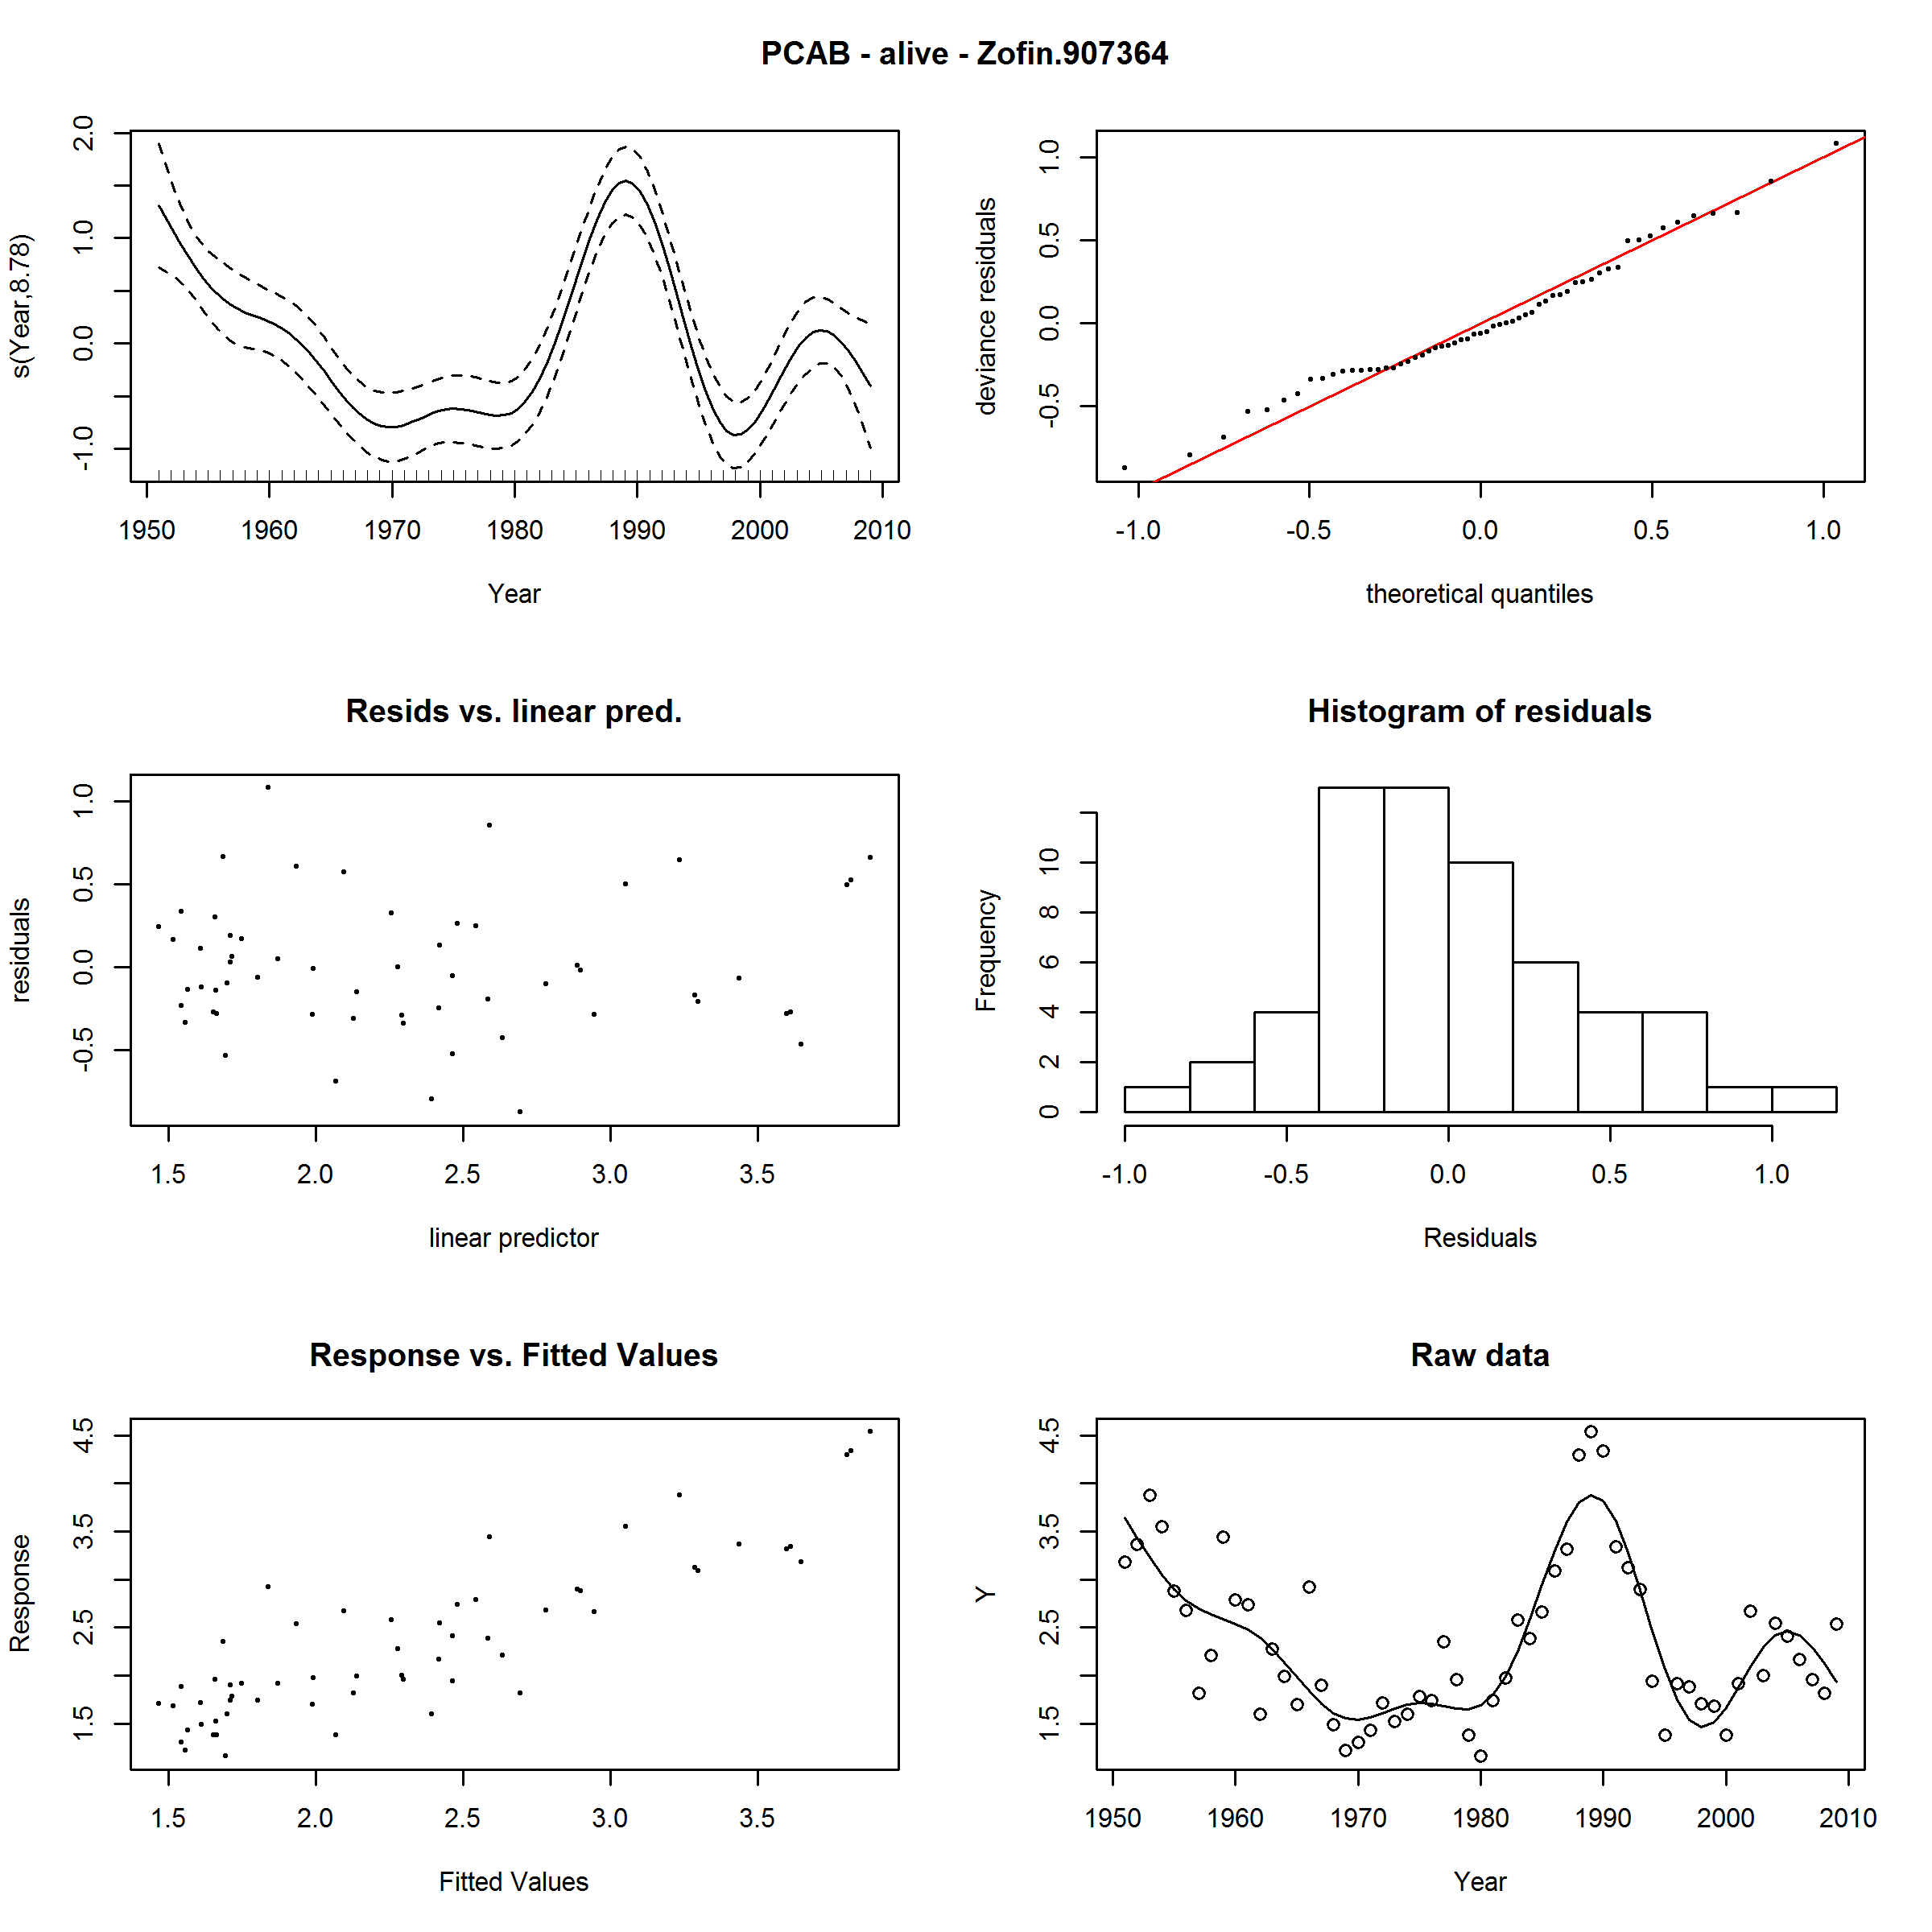 PCAB - alive - Zofin.907364
s(Year,8.78)
-1.0 0.0 1.0 2.0
1950 1960 1970 1980 1990 2000 2010
Year
deviance residuals
-0.5 0.0 0.5 1.0
-1.0 -0.5 0.0 0.5 1.0
theoretical quantiles
Resids vs. linear pred.
residuals
-0.5 0.0 0.5 1.0
1.5 2.0 2.5 3.0 3.5
linear predictor
Histogram of residuals
Frequency
0 2 4 6 8 10
-1.0 -0.5 0.0 0.5 1.0
Residuals
Response vs. Fitted Values
Response
1.5 2.5 3.5 4.5
1.5 2.0 2.5 3.0 3.5
Fitted Values
Raw data
Y
1.5 2.5 3.5 4.5
1950 1960 1970 1980 1990 2000 2010
Year